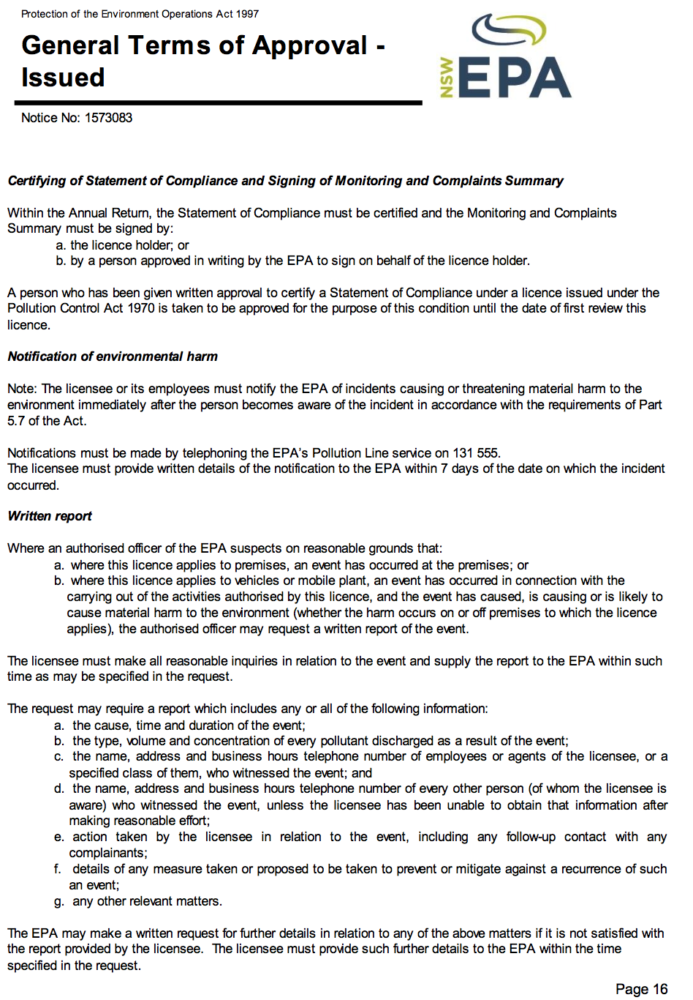 Protection of the Environment Operations Act 1997
General Terms of Approval -
Issued
NSW EPA
Notice No: 1573083
Certifying of Statement of Compliance and Signing of Monitoring and Complaints Summary
Within the Annual Return, the Statement of Compliance must be certified and the Monitoring and Complaints
Summary must be signed by:
a. the licence holder; or
b. by a person approved in writing by the EPA to sign on behalf of the licence holder.
A person who has been given written approval to certify a Statement of Compliance under a licence issued under the
Pollution Control Act 1970 is taken to be approved for the purpose of this condition until the date of first review this
licence.
Notification of environmental harm
Note: The licensee or its employees must notify the EPA of incidents causing or threatening material harm to the
environment immediately after the person becomes aware of the incident in accordance with the requirements of Part
5.7 of the Act.
Notifications must be made by telephoning the EPA's Pollution Line service on 131 555.
The licensee must provide written details of the notification to the EPA within 7 days of the date on which the incident
occurred.
Written report
Where an authorised officer of the EPA suspects on reasonable grounds that:
a. where this licence applies to premises, an event has occurred at the premises; or
b. where this licence applies to vehicles or mobile plant, an event has occurred in connection with the
carrying out of the activities authorised by this licence, and the event has caused, is causing or is likely to
cause material harm to the environment (whether the harm occurs on or off premises to which the licence
applies), the authorised officer may request a written report of the event.
The licensee must make all reasonable inquiries in relation to the event and supply the report to the EPA within such
time as may be specified in the request.
The request may require a report which includes any or all of the following information:
a. the cause, time and duration of the event;
b. the type, volume and concentration of every pollutant discharged as a result of the event;
c. the name, address and business hours telephone number of employees or agents of the licensee, or a
specified class of them, who witnessed the event; and
d. the name, address and business hours telephone number of every other person (of whom the licensee is
aware) who witnessed the event, unless the licensee has been unable to obtain that information after
making reasonable effort;
e. action taken by the licensee in relation to the event, including any follow-up contact with any
complainants;
f. details of any measure taken or proposed to be taken to prevent or mitigate against a recurrence of such
an event;
g. any other relevant matters.
The EPA may make a written request for further details in relation to any of the above matters if it is not satisfied with
the report provided by the licensee. The licensee must provide such further details to the EPA within the time
specified in the request.
Page 16